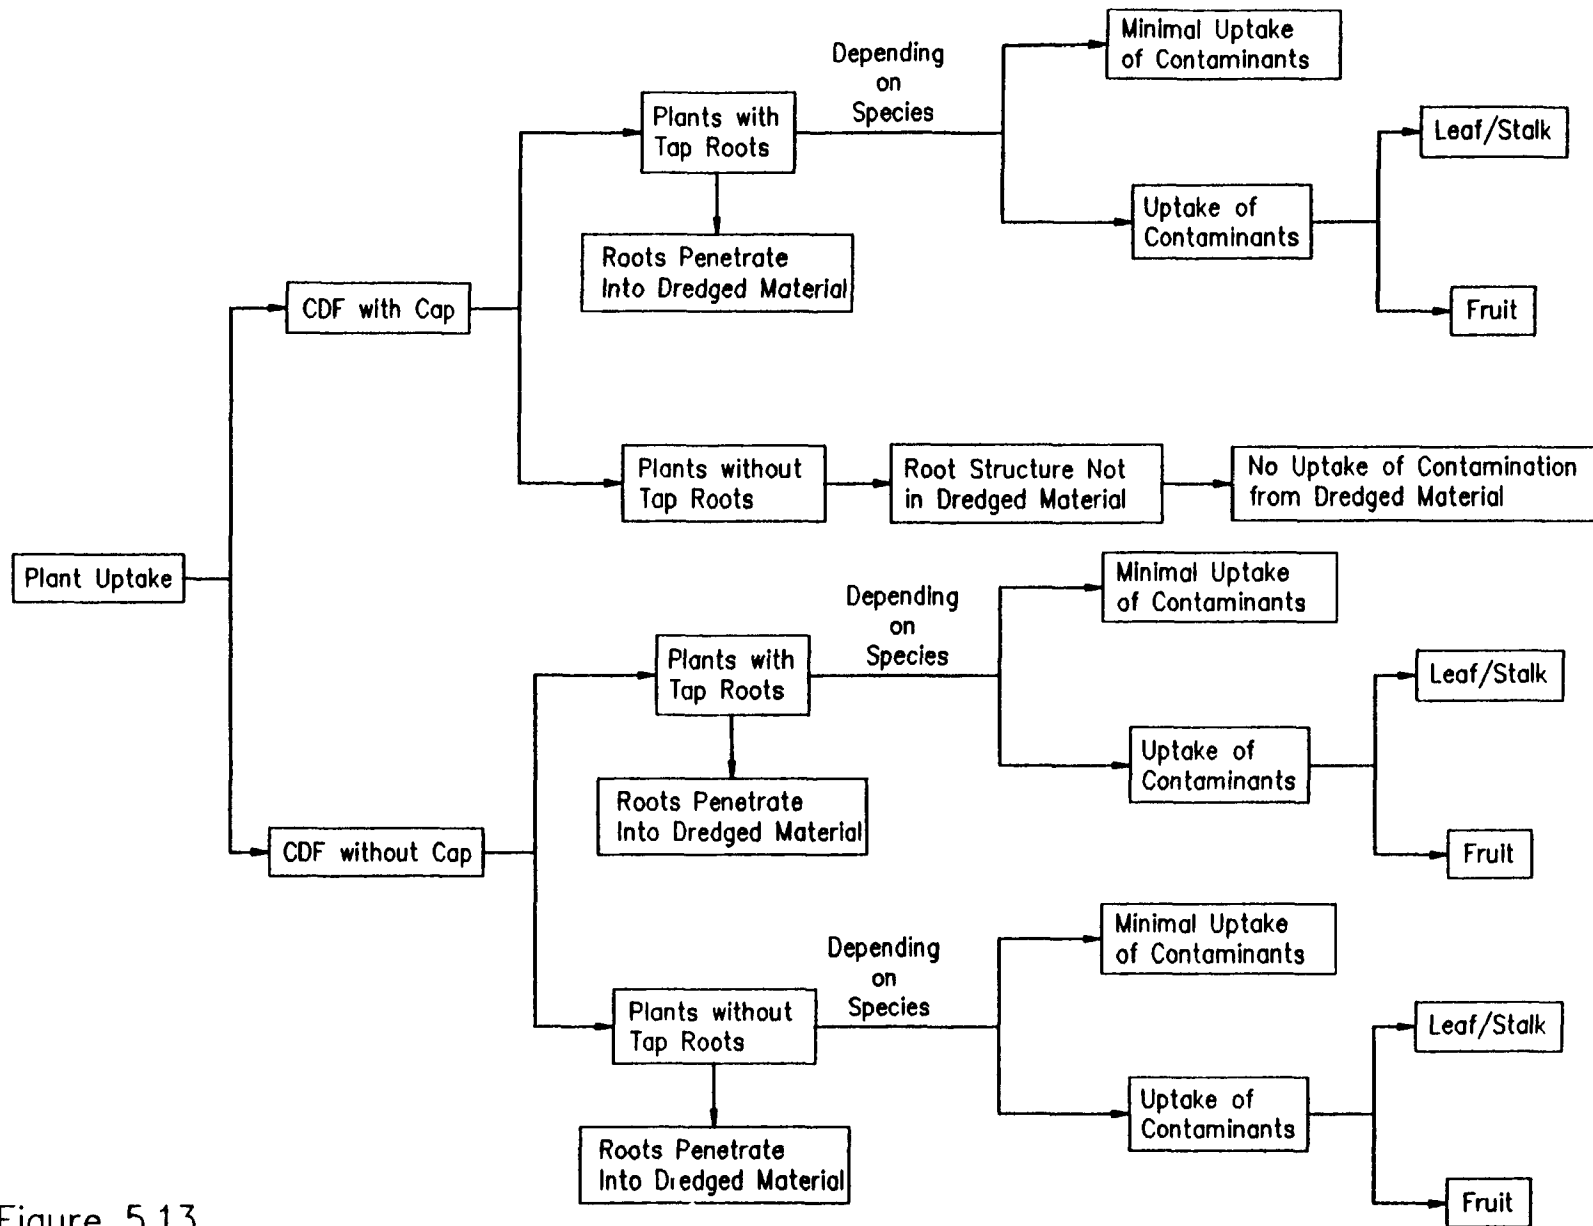 Minimal Uptake
of Contaminants
Depending
on
Species
Plants with
Tap Roots
Leaf/Stalk
Uptake of
Contaminants
Roots Penetrate
Into Dredged Material
CDF with Cap
Fruit
Plants without
Tap Roots
Root Structure Not
in Dredged Material
No Uptake of Contamination
from Dredged Material
Plant Uptake
Minimal Uptake
of Contaminants
Depending
on
Species
Plants with
Tap Roots
Leaf/Stalk
Uptake of
Contaminants
Roots Penetrate
Into Dredged Material
CDF without Cap
Fruit
Minimal Uptake
of Contaminants
Depending
on
Species
Plants without
Tap Roots
Leaf/Stalk
Uptake of
Contaminants
Roots Penetrate
Into Dredged Material
Fruit
Figure 5.13